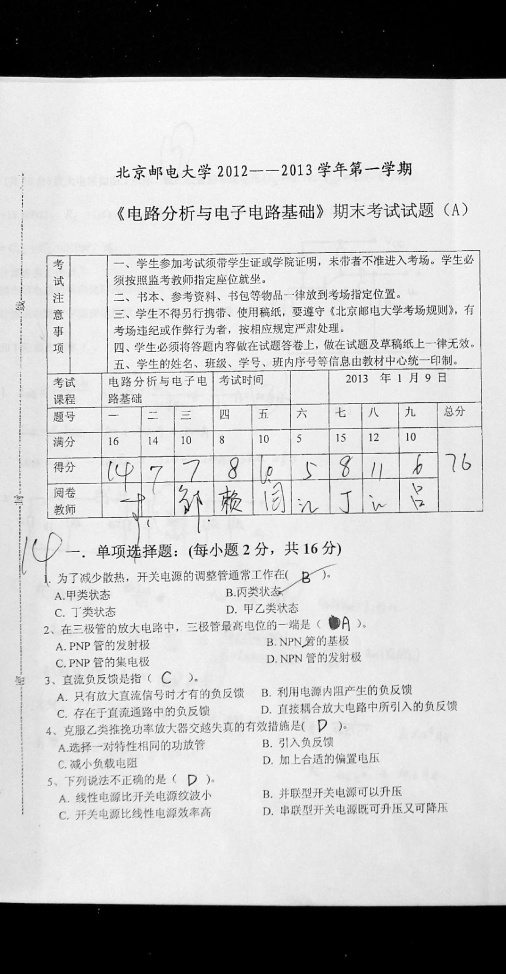 北京邮电大学 2012——2013 学年第一学期
《电路分析与电子电路基础》期末考试试题（A）
考试注意事项
一、学生参加考试须带学生证或学院证明，未带者不准进入考场。学生必
须按照监考教师指定座位就坐。
二、书本、参考资料、书包等物品一律放到考场指定位置。
三、学生不得另行携带、使用稿纸，要遵守《北京邮电大学考场规则》，有
考场违纪或作弊行为者，按相应规定严肃处理。
四、学生必须将答题内容做在试题答卷上，做在试题及草稿纸上一律无效。
五、学生的姓名、班级、学号、班内序号等信息由教材中心统一印制。
考试课程 电路分析与电子电路基础 考试时间 2013 年 1 月 9 日
题号 一 二 三 四 五 六 七 八 九 总分
满分 16 14 10 8 10 5 15 12 10
得分 14 7 7 8 10 5 8 11 6 76
阅卷教师 邹 赖 闫 江 丁 江 吕
14
一．单项选择题：(每小题 2 分，共 16 分)
1. 为了减少散热，开关电源的调整管通常工作在( B )。
A.甲类状态 B.丙类状态
C. 丁类状态 D. 甲乙类状态
2、在三极管的放大电路中，三极管最高电位的一端是（ A ）。
A. PNP 管的发射极 B. NPN 管的基极
C. PNP 管的集电极 D. NPN 管的发射极
3、直流负反馈是指（ C ）。
A. 只有放大直流信号时才有的负反馈 B. 利用电源内阻产生的负反馈
C. 存在于直流通路中的负反馈 D. 直接耦合放大电路中所引入的负反馈
4、克服乙类推挽功率放大器交越失真的有效措施是( D )。
A.选择一对特性相同的功放管 B. 引入负反馈
C. 减小负载电阻 D. 加上合适的偏置电压
5、下列说法不正确的是（ D ）。
A. 线性电源比开关电源纹波小 B. 并联型开关电源可以升压
C. 开关电源比线性电源效率高 D. 串联型开关电源既可升压又可降压